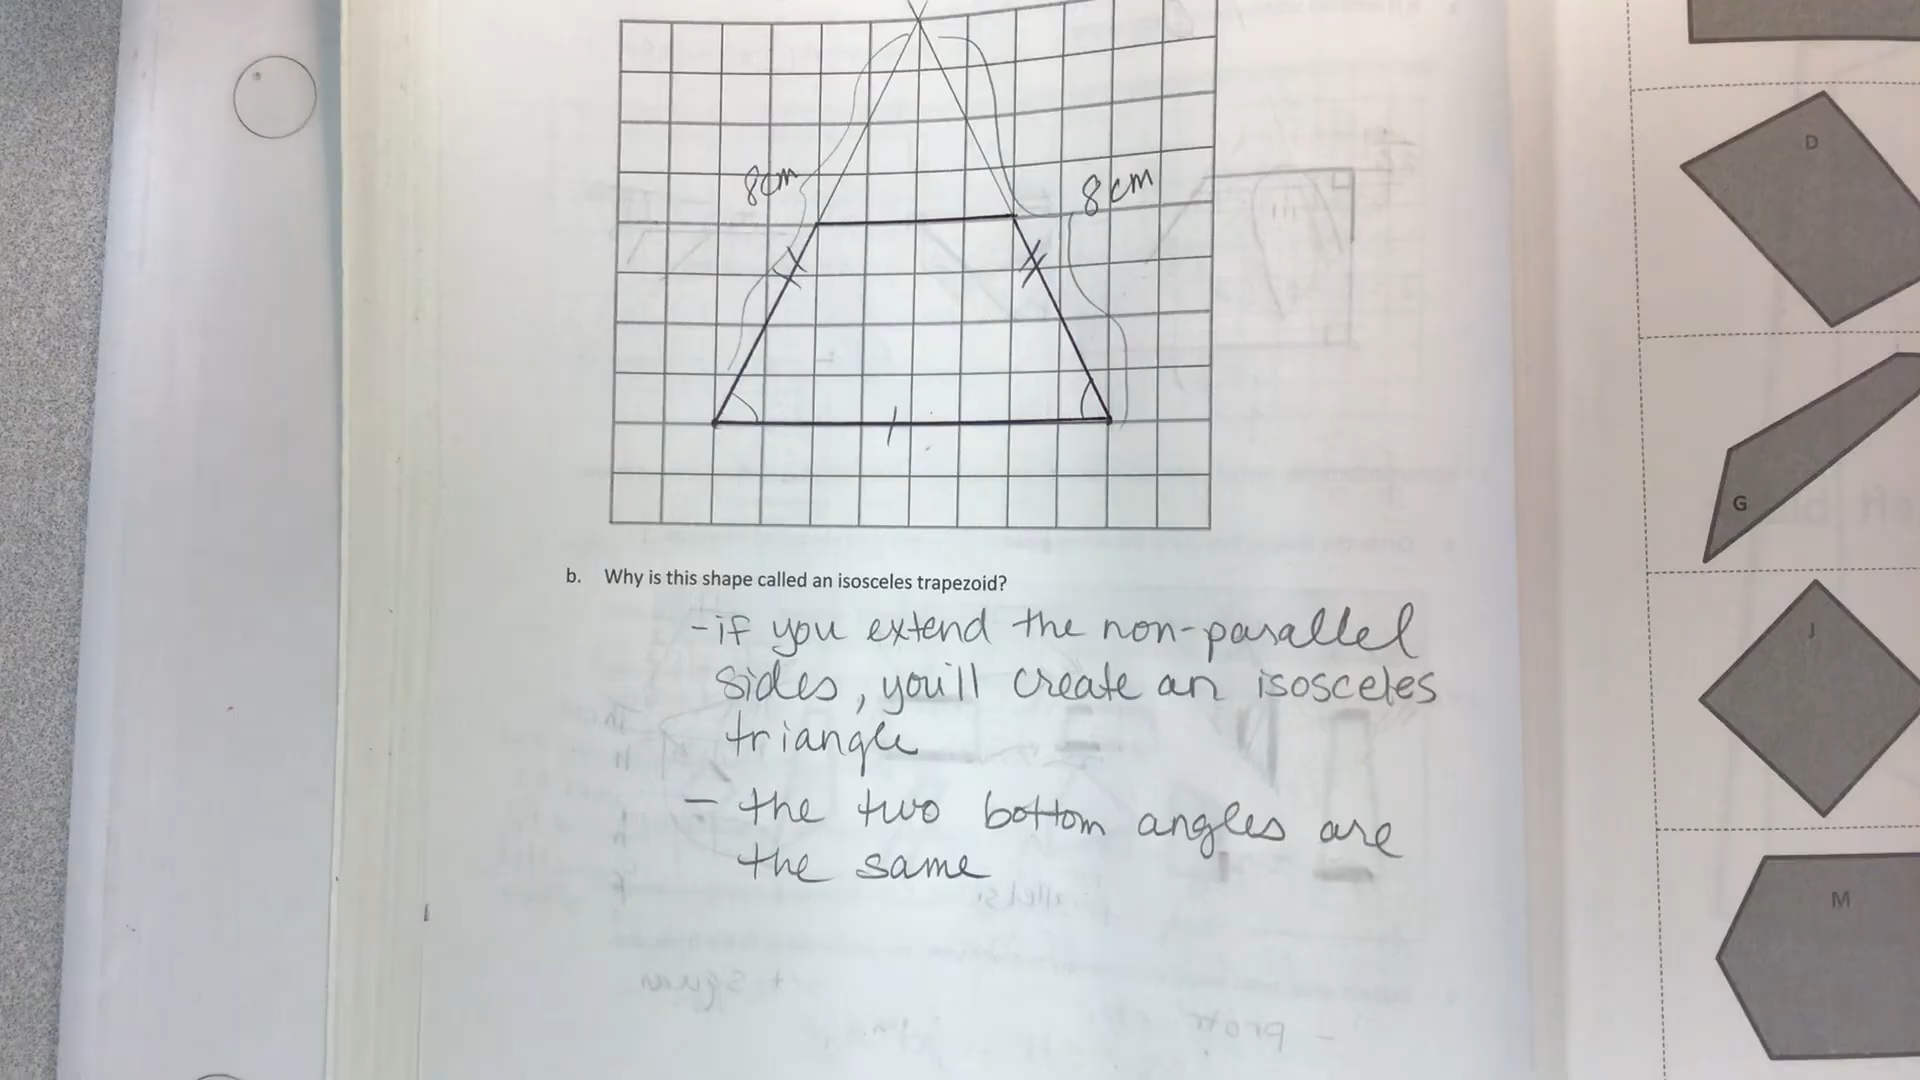 8cm 8cm
D
G
b. Why is this shape called an isosceles trapezoid?
-if you extend the non-parallel
sides, you'll create an isosceles
triangle
J
- the two bottom angles are
the same
M